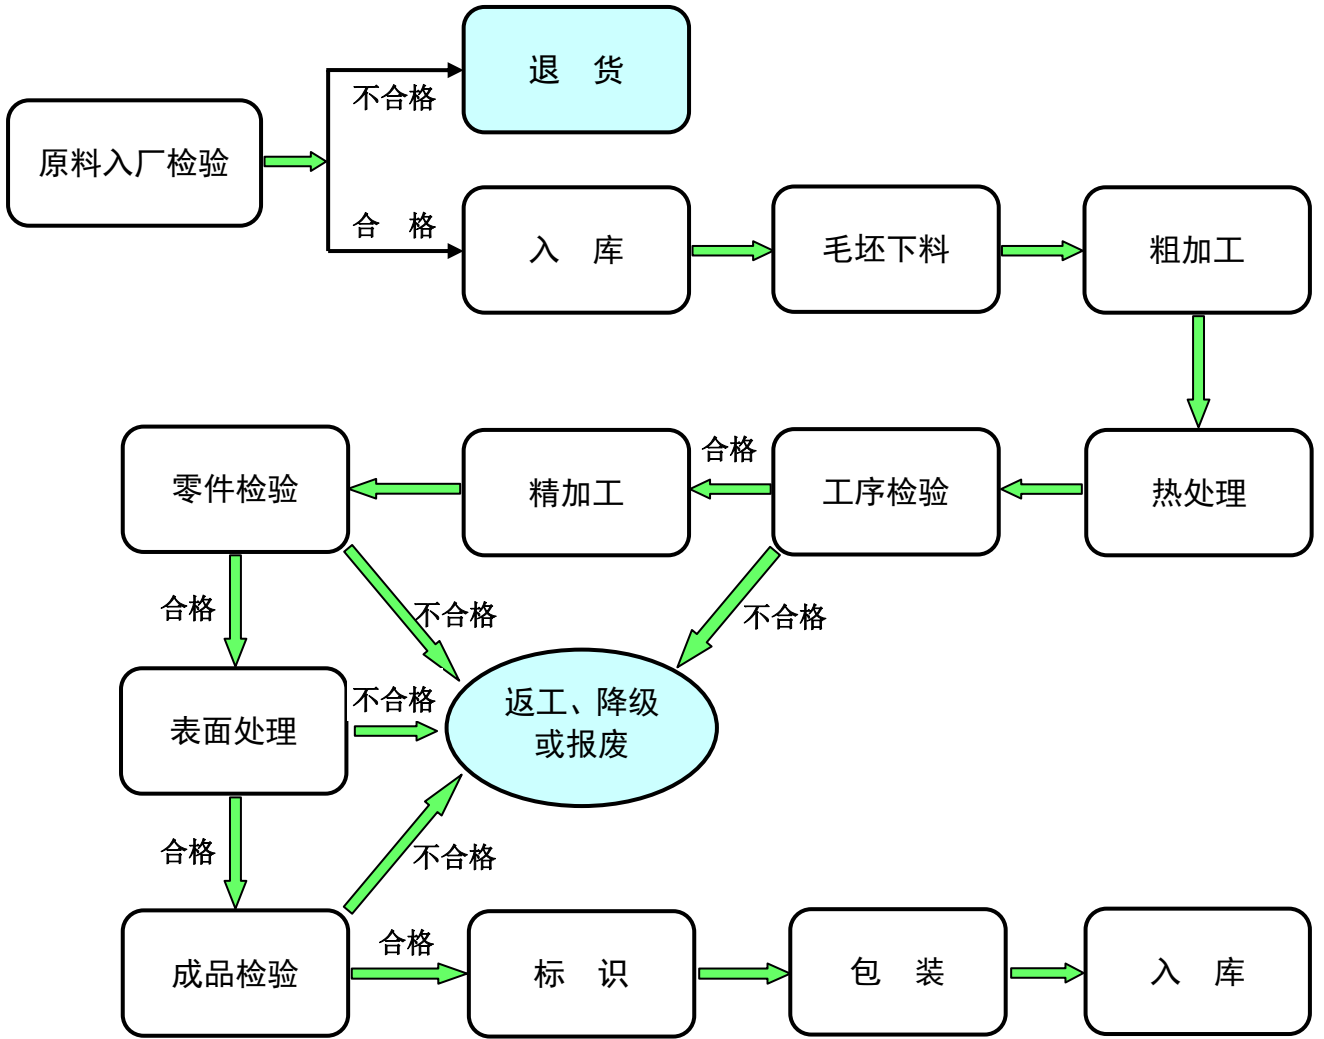 退　货
不合格
原料入厂检验
合　格
入　库
毛坯下料
粗加工
零件检验
精加工
合格
工序检验
热处理
合格
不合格
不合格
表面处理
不合格
返工、降级
或报废
合格
不合格
成品检验
合格
标　识
包　装
入　库